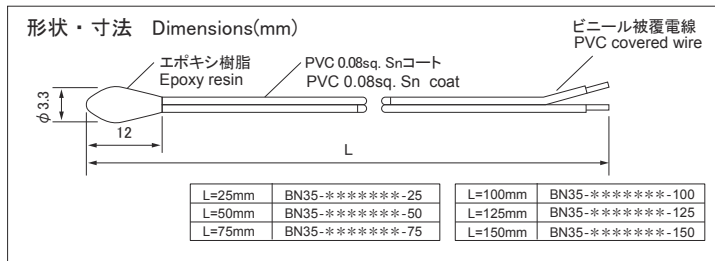 形状・寸法 Dimensions(mm)
エポキシ樹脂
Epoxy resin
PVC 0.08sq. Snコート
PVC 0.08sq. Sn coat
ビニール被覆電線
PVC covered wire
φ3.3
12
L
L=25mm BN35-*******-25
L=50mm BN35-*******-50
L=75mm BN35-*******-75
L=100mm BN35-*******-100
L=125mm BN35-*******-125
L=150mm BN35-*******-150